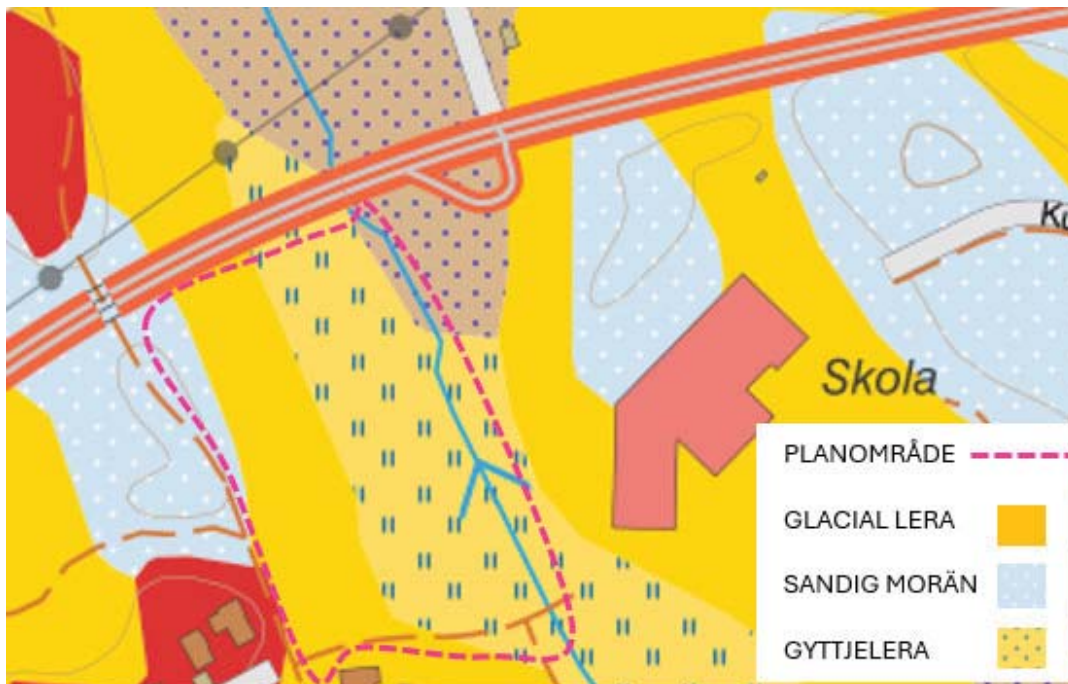 Skola
PLANOMRÅDE
GLACIAL LERA
SANDIG MORÄN
GYTTJELERA